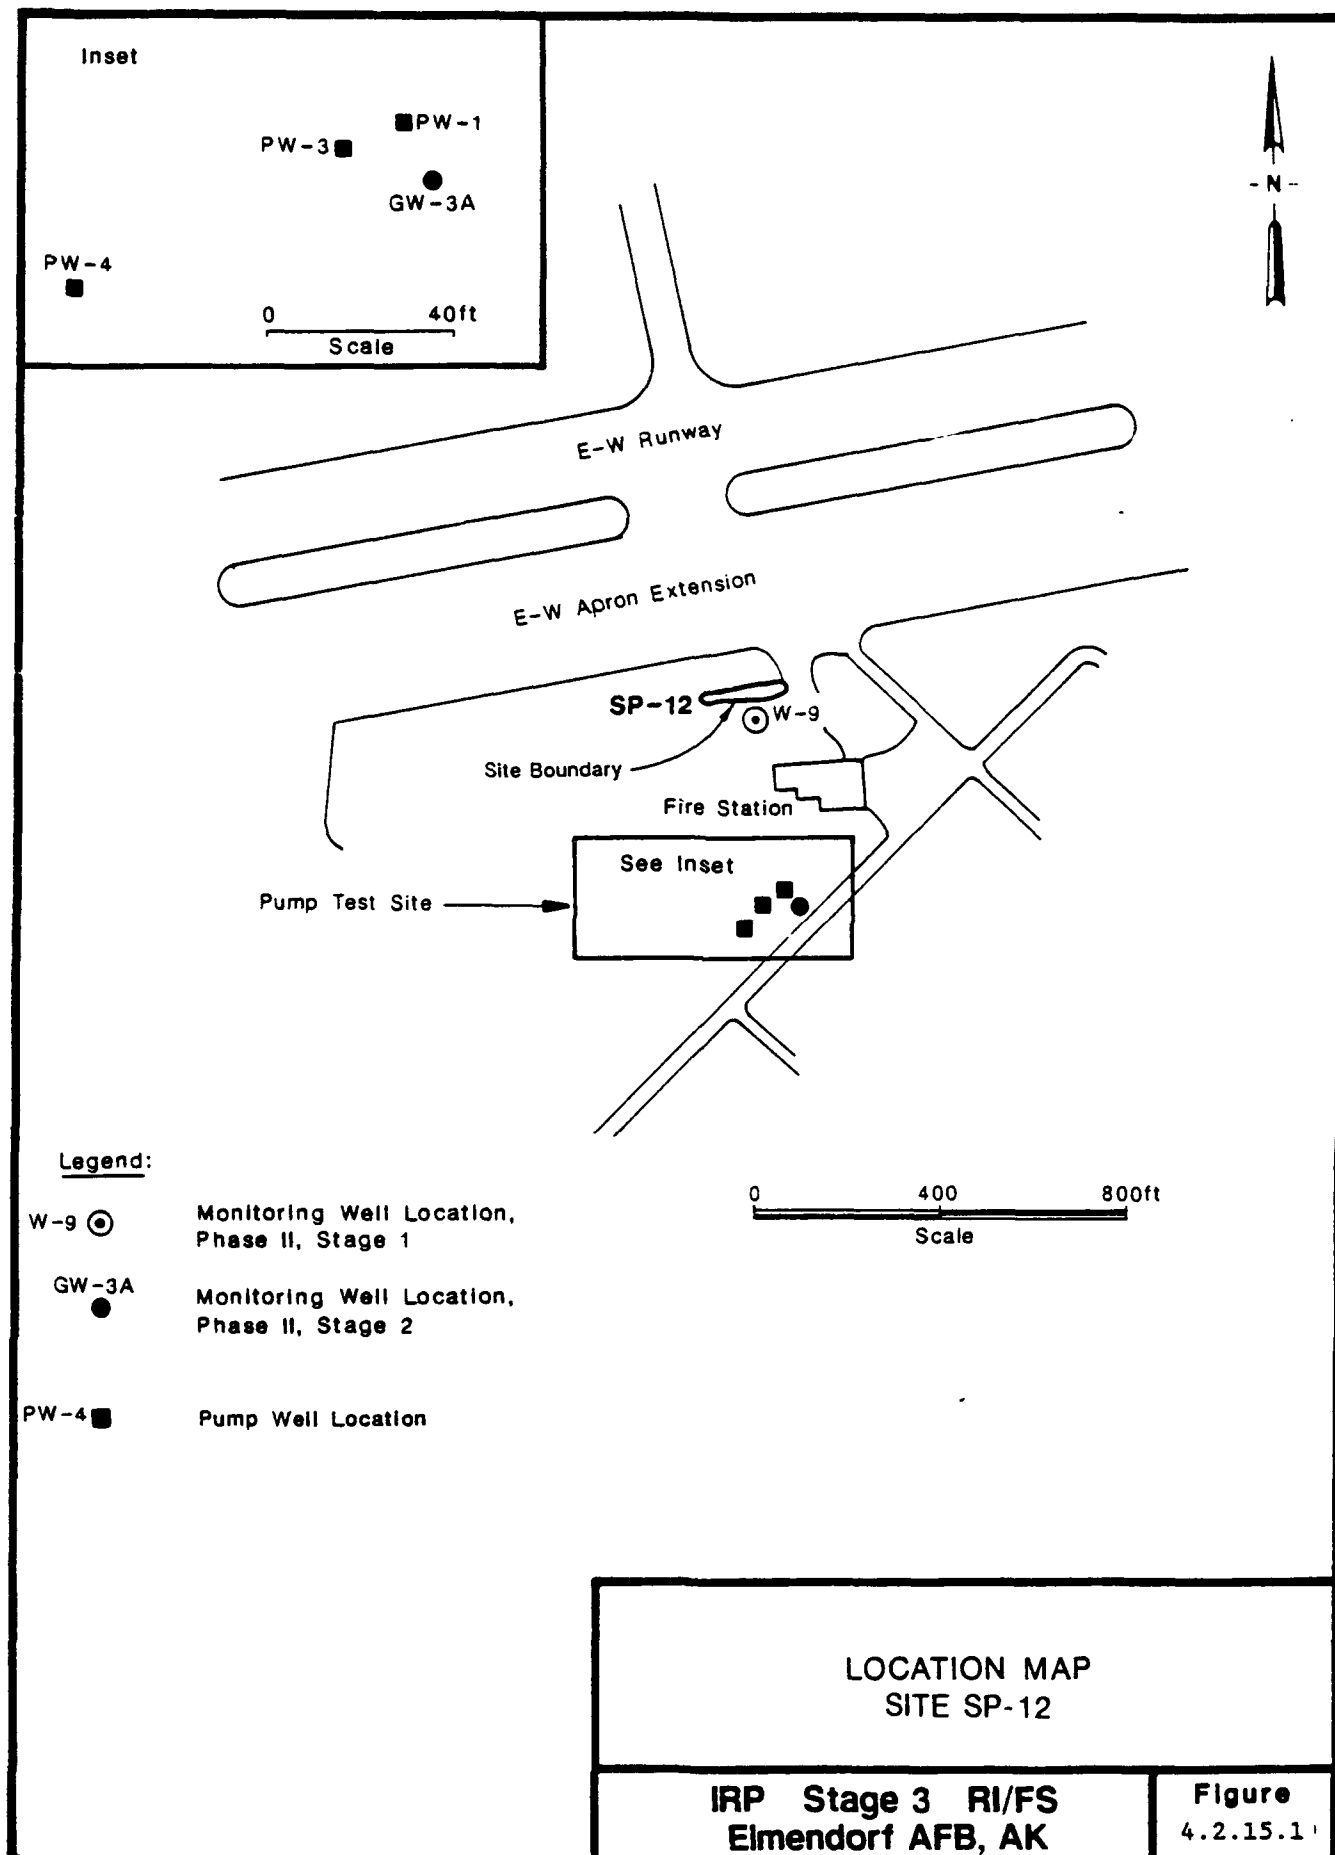 Inset
PW-1
PW-3
GW-3A
PW-4
0 40ft
Scale
-N-
E-W Runway
E-W Apron Extension
SP-12
W-9
Site Boundary
Fire Station
See Inset
Pump Test Site
Legend:
W-9
Monitoring Well Location,
Phase II, Stage 1
GW-3A
Monitoring Well Location,
Phase II, Stage 2
PW-4
Pump Well Location
0 400 800ft
Scale
LOCATION MAP
SITE SP-12
IRP Stage 3 RI/FS
Elmendorf AFB, AK
Figure
4.2.15.1